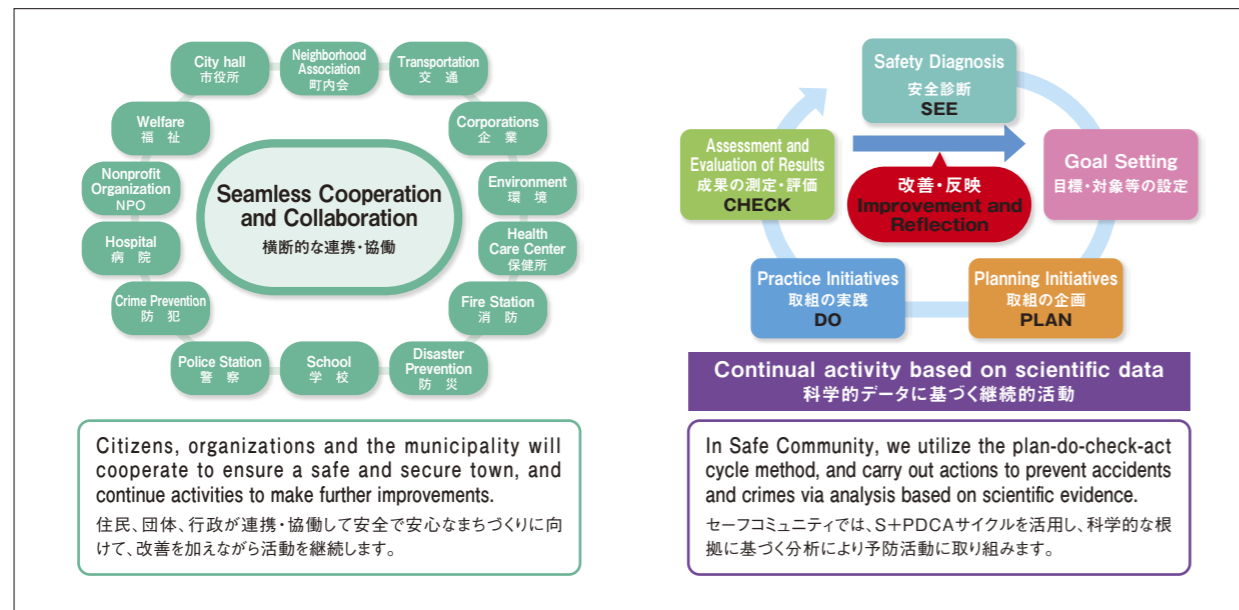 City hall
市役所
Neighborhood
Association
町内会
Transportation
交 通
Welfare
福 祉
Corporations
企 業
Nonprofit
Organization
NPO
Environment
環 境
Hospital
病 院
Health
Care Center
保健所
Crime Prevention
防 犯
Fire Station
消 防
Police Station
警 察
School
学 校
Disaster
Prevention
防 災
Seamless Cooperation
and Collaboration
横断的な連携・協働
Citizens, organizations and the municipality will
cooperate to ensure a safe and secure town, and
continue activities to make further improvements.
住民、団体、行政が連携・協働して安全で安心なまちづくりに向
けて、改善を加えながら活動を継続します。
Safety Diagnosis
安全診断
SEE
Assessment and
Evaluation of Results
成果の測定・評価
CHECK
改善・反映
Improvement and
Reflection
Goal Setting
目標・対象等の設定
Practice Initiatives
取組の実践
DO
Planning Initiatives
取組の企画
PLAN
Continual activity based on scientific data
科学的データに基づく継続的活動
In Safe Community, we utilize the plan-do-check-act
cycle method, and carry out actions to prevent accidents
and crimes via analysis based on scientific evidence.
セーフコミュニティでは、S+PDCAサイクルを活用し、科学的な根
拠に基づく分析により予防活動に取り組みます。